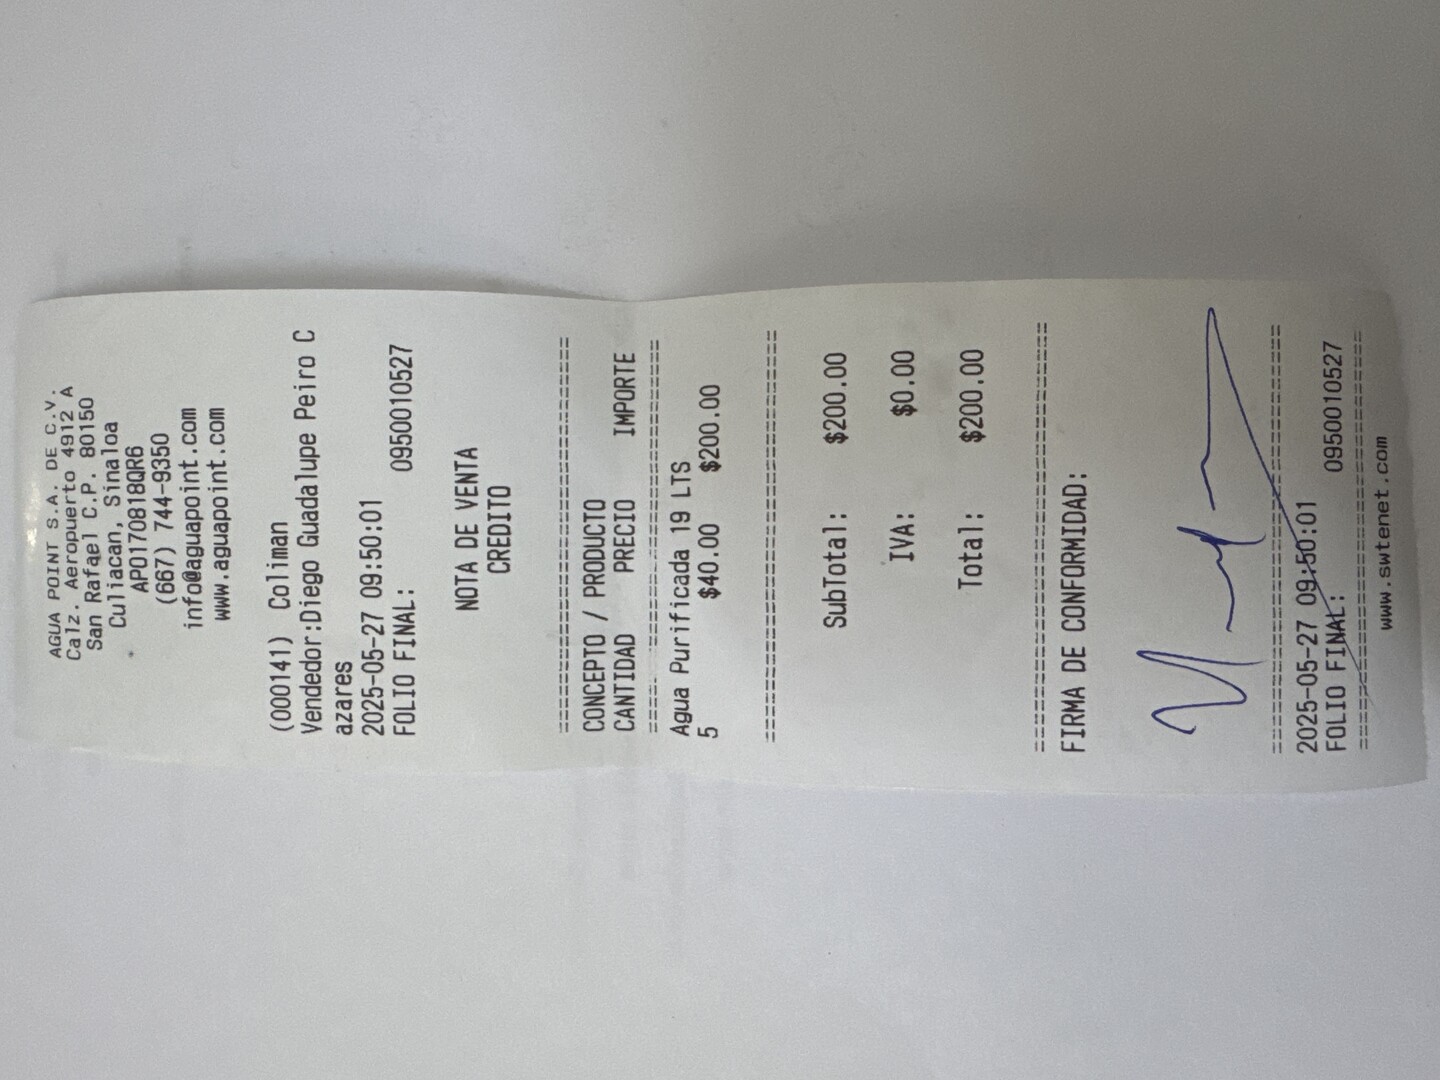 AGUA POINT S.A. DE C.V.
Calz. Aeropuerto 4912 A
San Rafael C.P. 80150
Culiacan, Sinaloa
APO170818QR6
(667) 744-9350
info@aguapoint.com
www.aguapoint.com
(000141) Coliman
Vendedor:Diego Guadalupe Peiro C
azares
2025-05-27 09:50:01
FOLIO FINAL: 0950010527
NOTA DE VENTA
CREDITO
================================
CONCEPTO / PRODUCTO
CANTIDAD PRECIO IMPORTE
================================
Agua Purificada 19 LTS
5 $40.00 $200.00
================================
SubTotal: $200.00
IVA: $0.00
Total: $200.00
================================
FIRMA DE CONFORMIDAD:
================================
2025-05-27 09:50:01
FOLIO FINAL: 0950010527
================================
www.swtenet.com